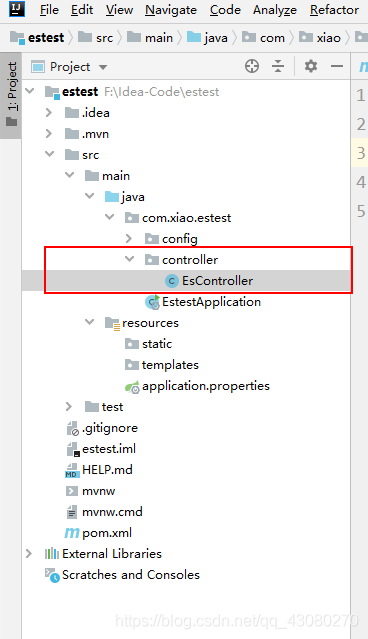 IJ File Edit View Navigate Code Analyze Refactor
estest src main java com xiao
1: Project
Project
estest F:\Idea-Code\estest
.idea
.mvn
src
main
java
com.xiao.estest
config
controller
EsController
EstestApplication
resources
static
templates
application.properties
test
.gitignore
estest.iml
HELP.md
mvnw
mvnw.cmd
pom.xml
External Libraries
Scratches and Consoles
1
2
3
4
5
https://blog.csdn.net/qq_43080270